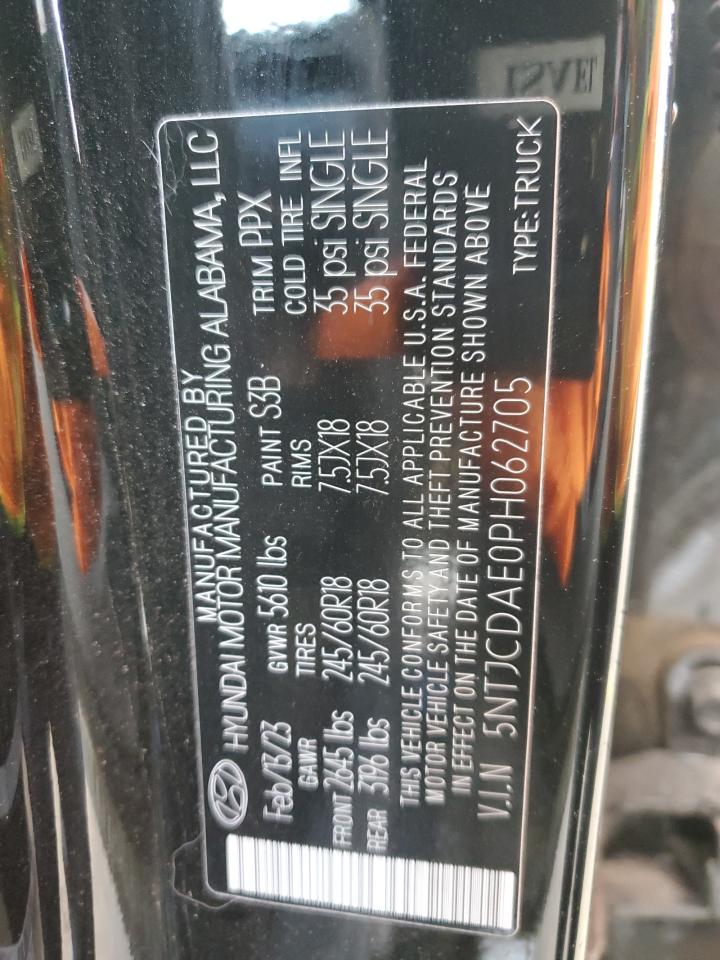 MANUFACTURED BY
HYUNDAI MOTOR MANUFACTURING ALABAMA, LLC
Feb/13/23 GVWR 5610 lbs PAINT S3B TRIM PPX
GAWR TIRES RIMS COLD TIRE INFL
FRONT 2645 lbs 245/60R18 7.5JX18 35 psi SINGLE
REAR 3196 lbs 245/60R18 7.5JX18 35 psi SINGLE
THIS VEHICLE CONFORMS TO ALL APPLICABLE U.S.A. FEDERAL
MOTOR VEHICLE SAFETY AND THEFT PREVENTION STANDARDS
IN EFFECT ON THE DATE OF MANUFACTURE SHOWN ABOVE
V.I.N 5NTJCDAE0PH062705 TYPE:TRUCK